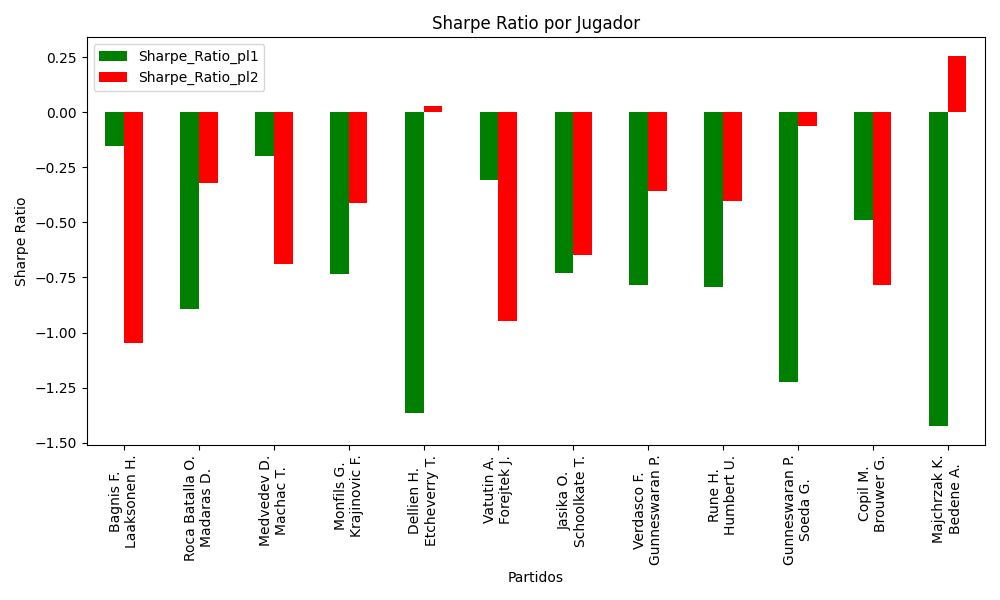 Sharpe Ratio por Jugador
Sharpe_Ratio_pl1
Sharpe_Ratio_pl2
Sharpe Ratio
0.25
0.00
−0.25
−0.50
−0.75
−1.00
−1.25
−1.50
Bagnis F.
Laaksonen H.
Roca Batalla O.
Madaras D.
Medvedev D.
Machac T.
Monfils G.
Krajinovic F.
Dellien H.
Etcheverry T.
Vatutin A.
Forejtek J.
Jasika O.
Schoolkate T.
Verdasco F.
Gunneswaran P.
Rune H.
Humbert U.
Gunneswaran P.
Soeda G.
Copil M.
Brouwer G.
Majchrzak K.
Bedene A.
Partidos